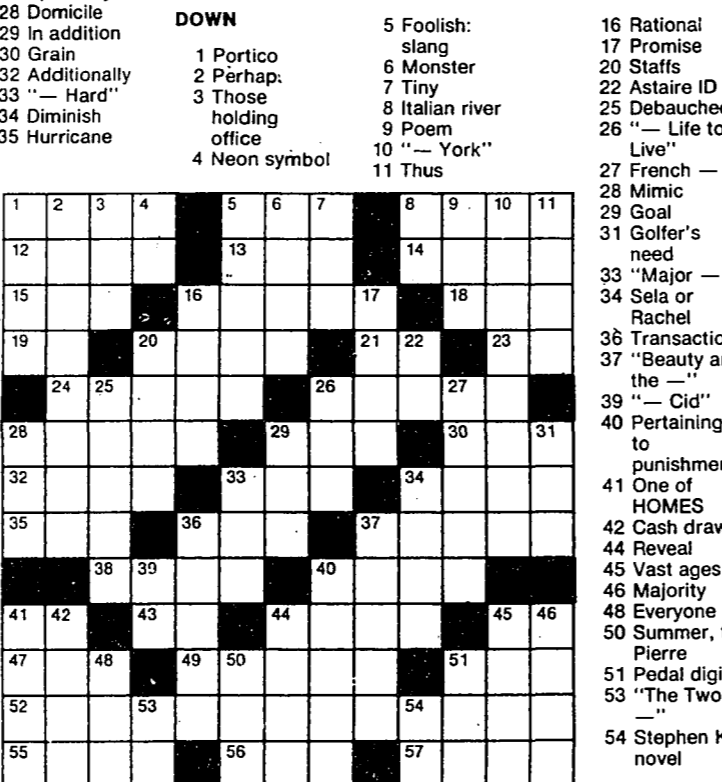 28 Domicile
29 In addition
30 Grain
32 Additionally
33 "— Hard"
34 Diminish
35 Hurricane
DOWN
1 Portico
2 Perhaps
3 Those
holding
office
4 Neon symbol
5 Foolish:
slang
6 Monster
7 Tiny
8 Italian river
9 Poem
10 "— York"
11 Thus
16 Rational
17 Promise
20 Staffs
22 Astaire ID
25 Debauched
26 "— Life to
Live"
27 French —
28 Mimic
29 Goal
31 Golfer's
need
33 "Major —
34 Sela or
Rachel
36 Transactio
37 "Beauty a
the —"
39 "— Cid"
40 Pertaining
to
punishme
41 One of
HOMES
42 Cash draw
44 Reveal
45 Vast ages
46 Majority
48 Everyone
50 Summer,
Pierre
51 Pedal digi
53 "The Two
—"
54 Stephen K
novel
1 2 3 4 5 6 7 8 9 10 11
12 13 14
15 16 17 18
19 20 21 22 23
24 25 26 27
28 29 30 31
32 33 34
35 36 37
38 39 40
41 42 43 44 45 46
47 48 49 50 51
52 53 54
55 56 57